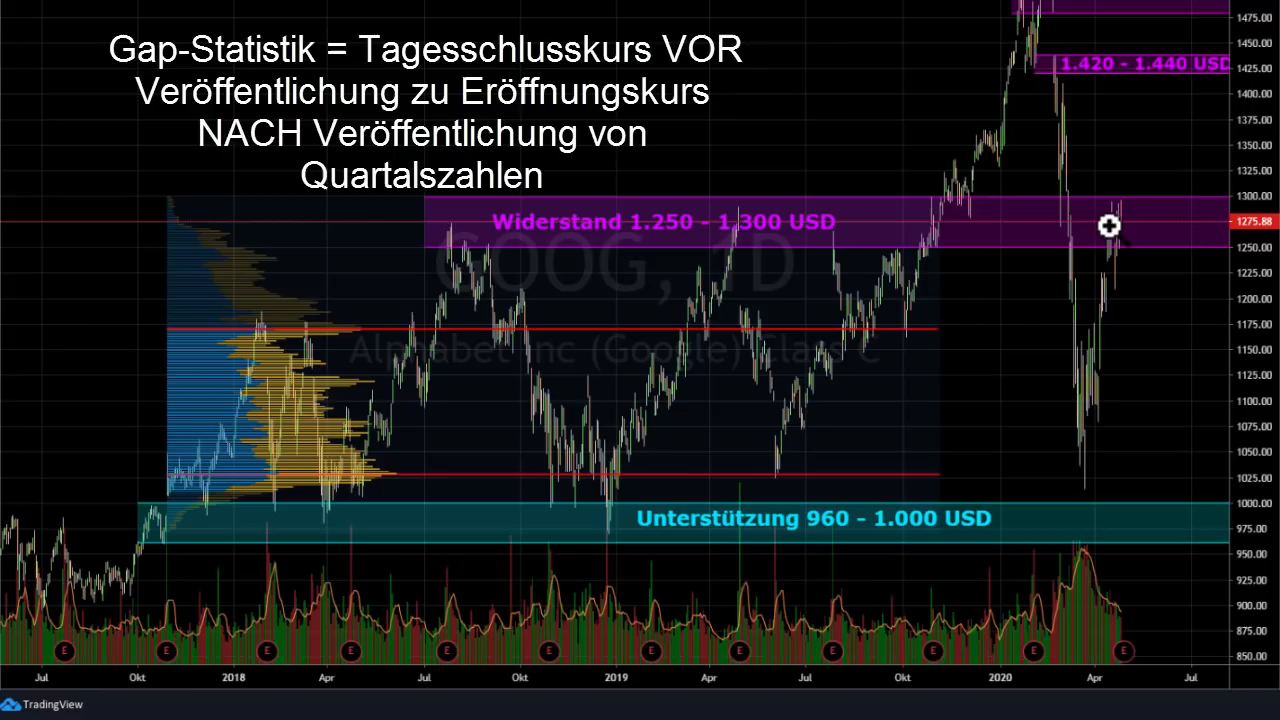 Gap-Statistik = Tagesschlusskurs VOR
Veröffentlichung zu Eröffnungskurs
NACH Veröffentlichung von
Quartalszahlen
1.420 - 1.440 USD
Widerstand 1.250 - 1.300 USD
GOOG, 1D
Alphabet Inc (Google) Class C
Unterstützung 960 - 1.000 USD
1475.00
1450.00
1425.00
1400.00
1375.00
1350.00
1325.00
1300.00
1275.88
1250.00
1225.00
1200.00
1175.00
1150.00
1125.00
1100.00
1075.00
1050.00
1025.00
1000.00
975.00
950.00
925.00
900.00
875.00
850.00
E E E E E E E E E E E E
Jul Okt 2018 Apr Jul Okt 2019 Apr Jul Okt 2020 Apr Jul
TradingView